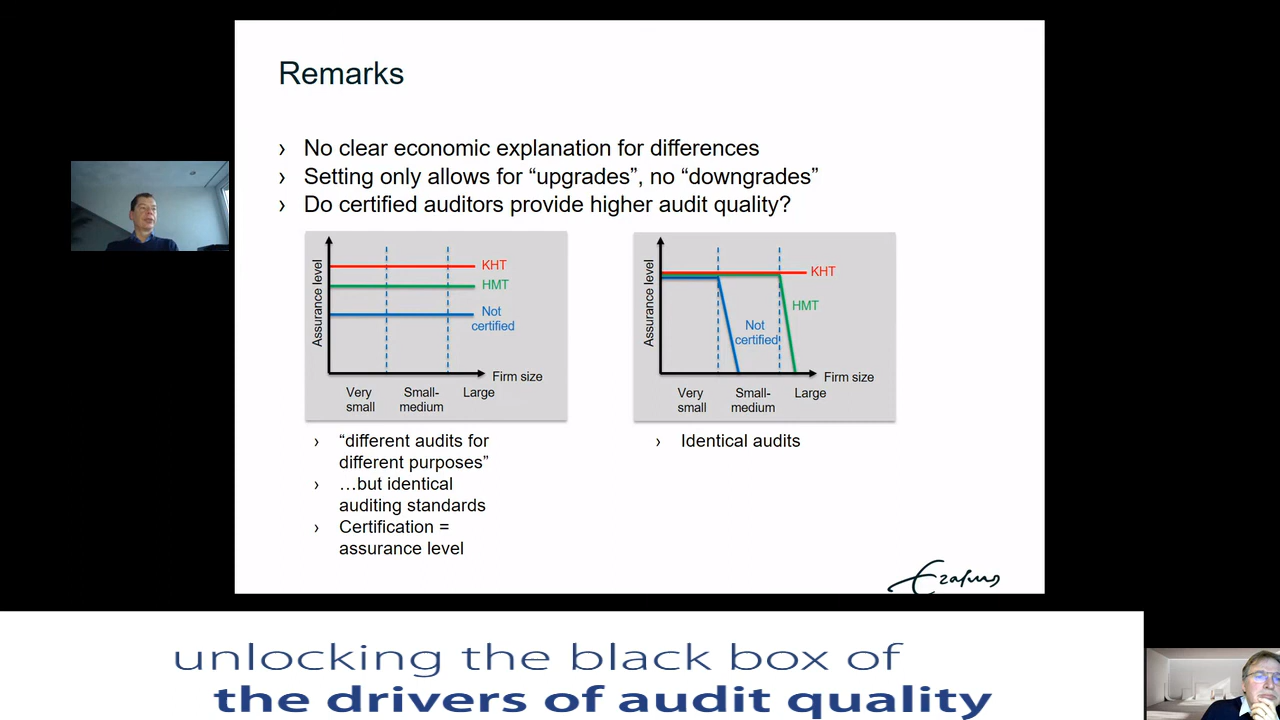 Remarks
› No clear economic explanation for differences
› Setting only allows for “upgrades”, no “downgrades”
› Do certified auditors provide higher audit quality?
Assurance level
KHT
HMT
Not
certified
Firm size
Very
small
Small-
medium
Large
› “different audits for
different purposes”
› …but identical
auditing standards
› Certification =
assurance level
Assurance level
KHT
HMT
Not
certified
Firm size
Very
small
Small-
medium
Large
› Identical audits
Erasmus
unlocking the black box of
the drivers of audit quality